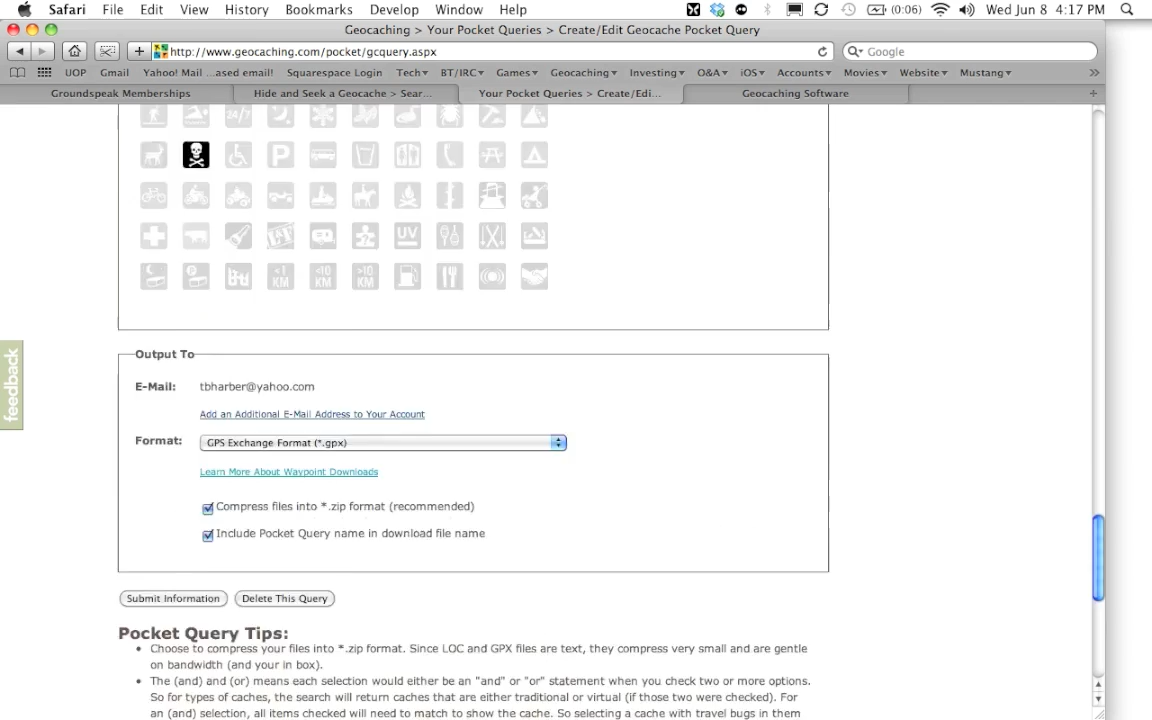 Safari File Edit View History Bookmarks Develop Window Help (0:06) Wed Jun 8 4:17 PM
Geocaching > Your Pocket Queries > Create/Edit Geocache Pocket Query
http://www.geocaching.com/pocket/gcquery.aspx Google
UOP Gmail Yahoo! Mail ...ased email! Squarespace Login Tech BT/IRC Games Geocaching Investing O&A iOS Accounts Movies Website Mustang
Groundspeak Memberships Hide and Seek a Geocache > Sear... Your Pocket Queries > Create/Edi... Geocaching Software
24/7
P
UV
P <1 KM <10 KM >10 KM
feedback
Output To
E-Mail: tbharber@yahoo.com
Add an Additional E-Mail Address to Your Account
Format: GPS Exchange Format (*.gpx)
Learn More About Waypoint Downloads
Compress files into *.zip format (recommended)
Include Pocket Query name in download file name
Submit Information Delete This Query
Pocket Query Tips:
• Choose to compress your files into *.zip format. Since LOC and GPX files are text, they compress very small and are gentle
on bandwidth (and your in box).
• The (and) and (or) means each selection would either be an "and" or "or" statement when you check two or more options.
So for types of caches, the search will return caches that are either traditional or virtual (if those two were checked). For
an (and) selection, all items checked will need to match to show the cache. So selecting a cache with travel bugs in them